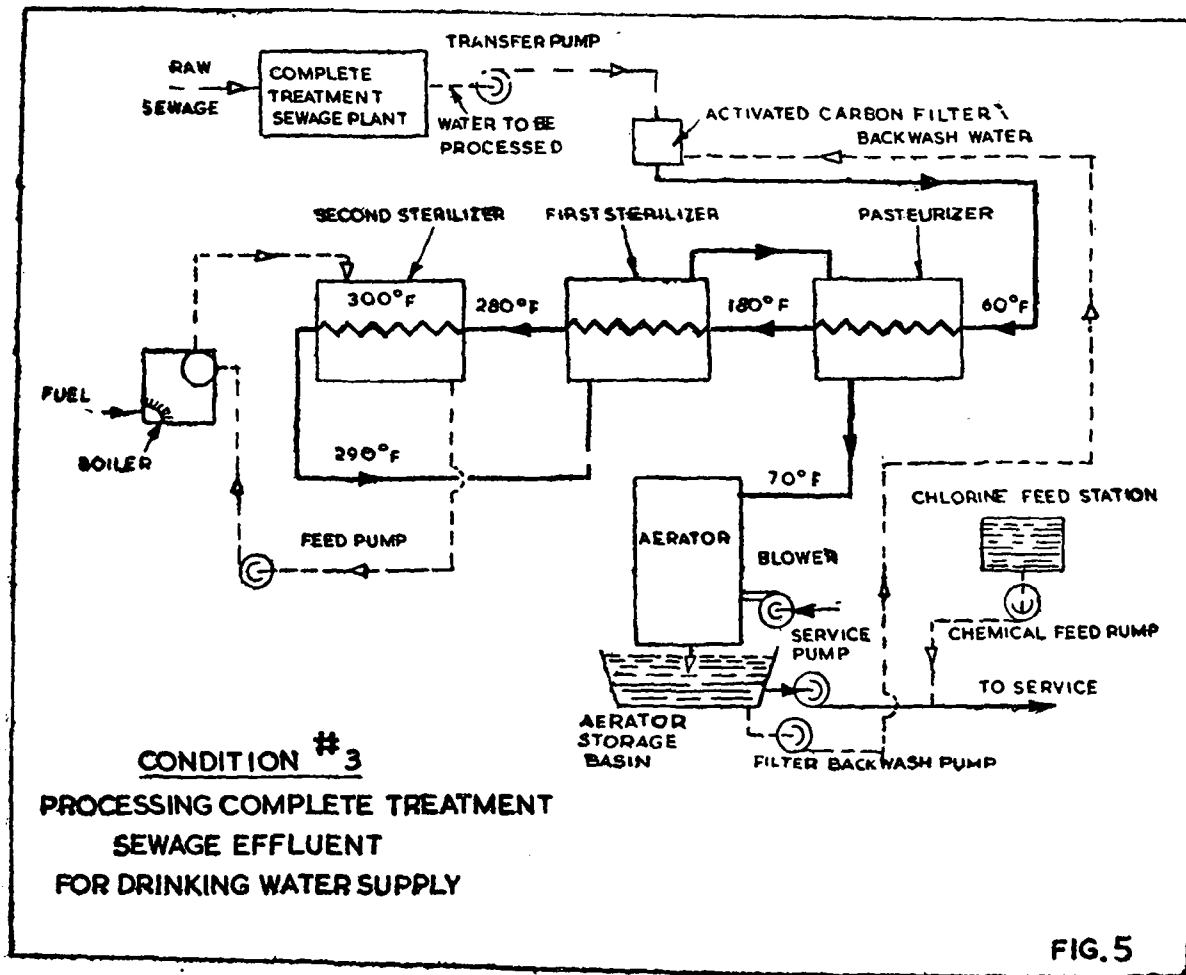 TRANSFER PUMP
RAW
SEWAGE
COMPLETE
TREATMENT
SEWAGE PLANT
WATER TO BE
PROCESSED
ACTIVATED CARBON FILTER
BACKWASH WATER
SECOND STERILIZER
FIRST STERILIZER
PASTEURIZER
300°F
280°F
180°F
60°F
FUEL
BOILER
290°F
70°F
FEED PUMP
AERATOR
BLOWER
CHLORINE FEED STATION
SERVICE
PUMP
CHEMICAL FEED PUMP
TO SERVICE
AERATOR
STORAGE
BASIN
FILTER BACKWASH PUMP
CONDITION #3
PROCESSING COMPLETE TREATMENT
SEWAGE EFFLUENT
FOR DRINKING WATER SUPPLY
FIG. 5